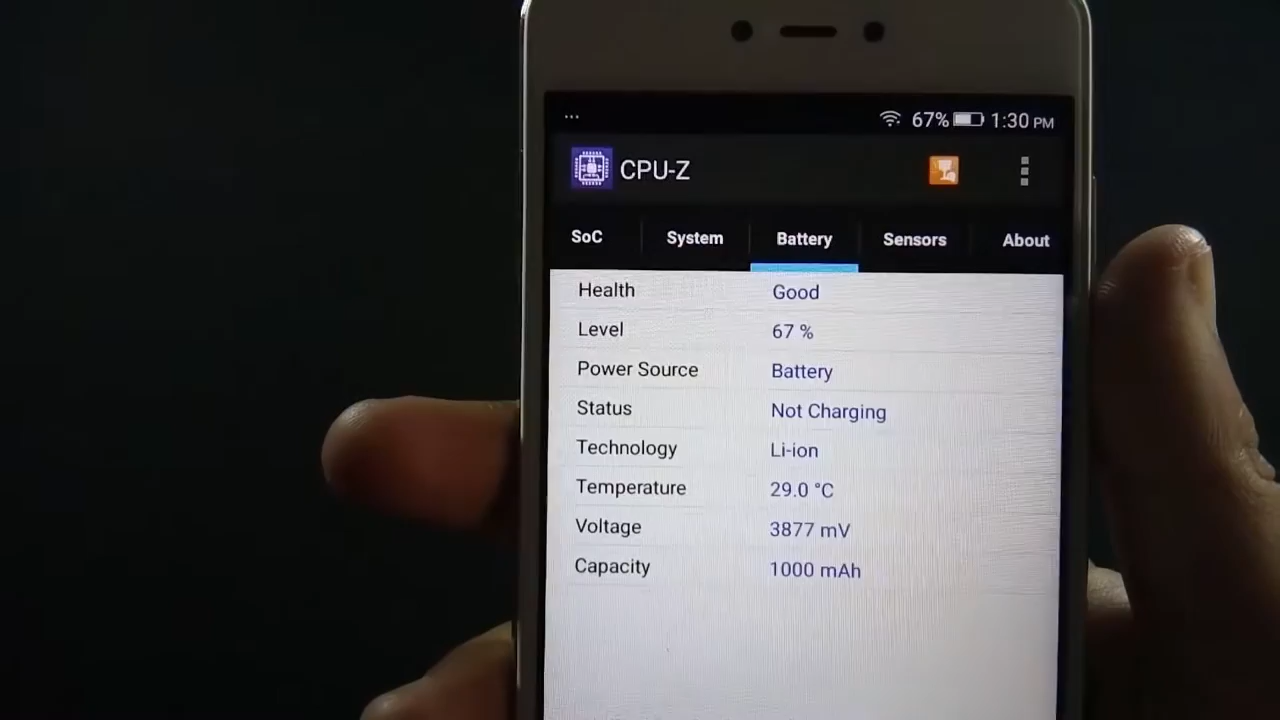 ... 67% 1:30 PM
CPU-Z
SoC System Battery Sensors About
Health Good
Level 67 %
Power Source Battery
Status Not Charging
Technology Li-ion
Temperature 29.0 °C
Voltage 3877 mV
Capacity 1000 mAh